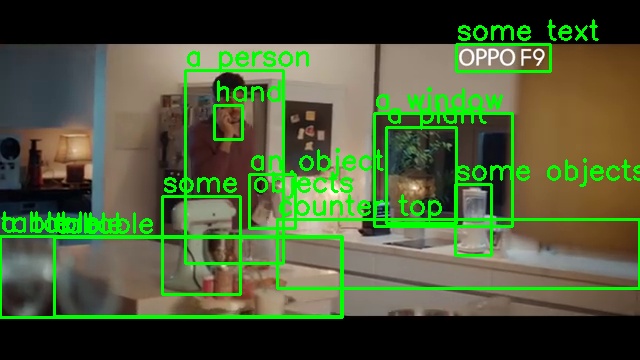 some text
OPPO F9
a person
hand
a window
a plant
an object
some objects
some objects
counter top